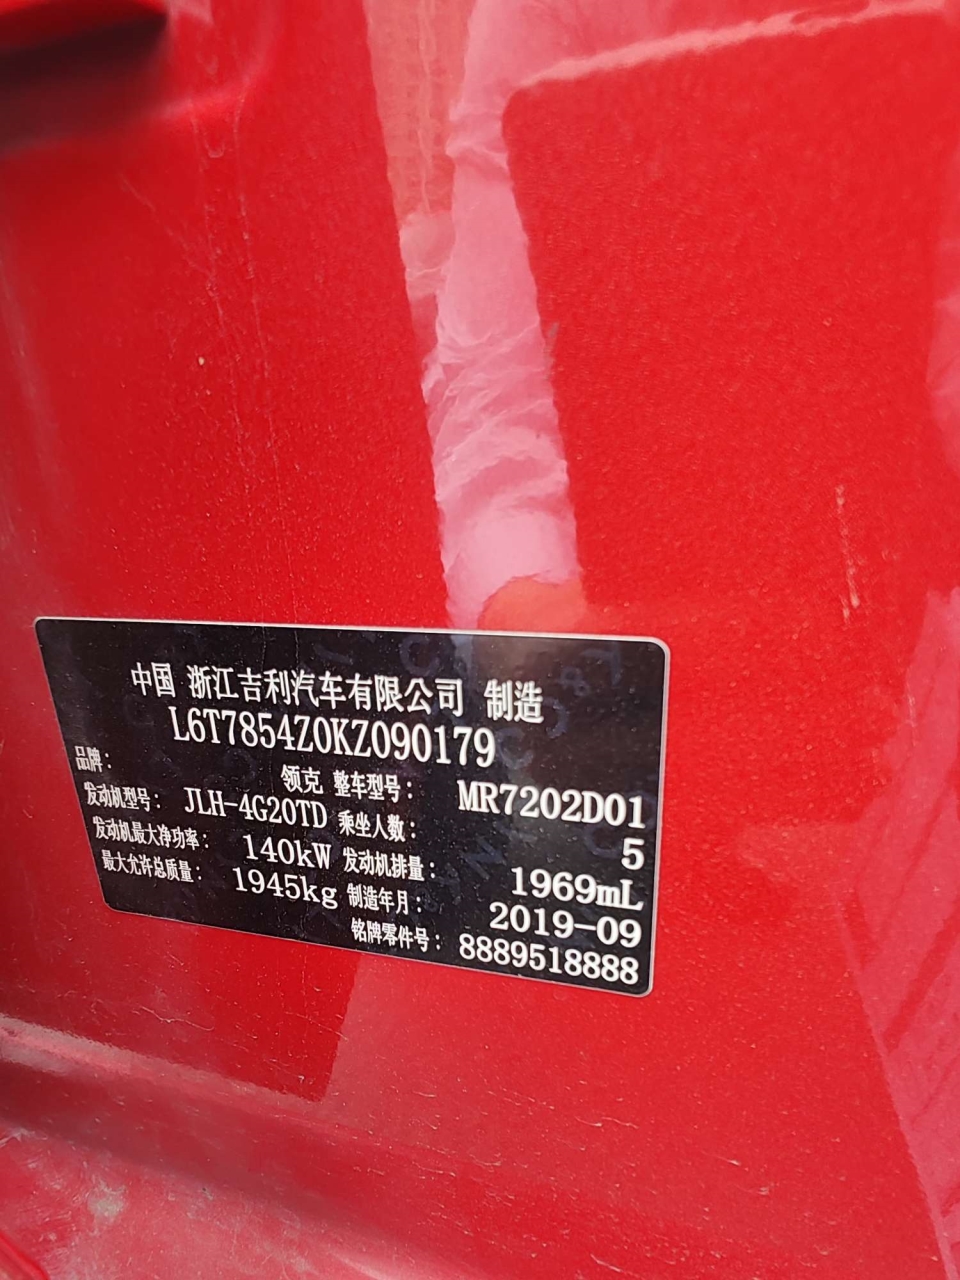 中国 浙江吉利汽车有限公司 制造
L6T7854Z0KZ090179
品牌: 领克 整车型号: MR7202D01
发动机型号: JLH-4G20TD 乘坐人数: 5
发动机最大净功率: 140kW 发动机排量: 1969mL
最大允许总质量: 1945kg 制造年月: 2019-09
铭牌零件号: 8889518888